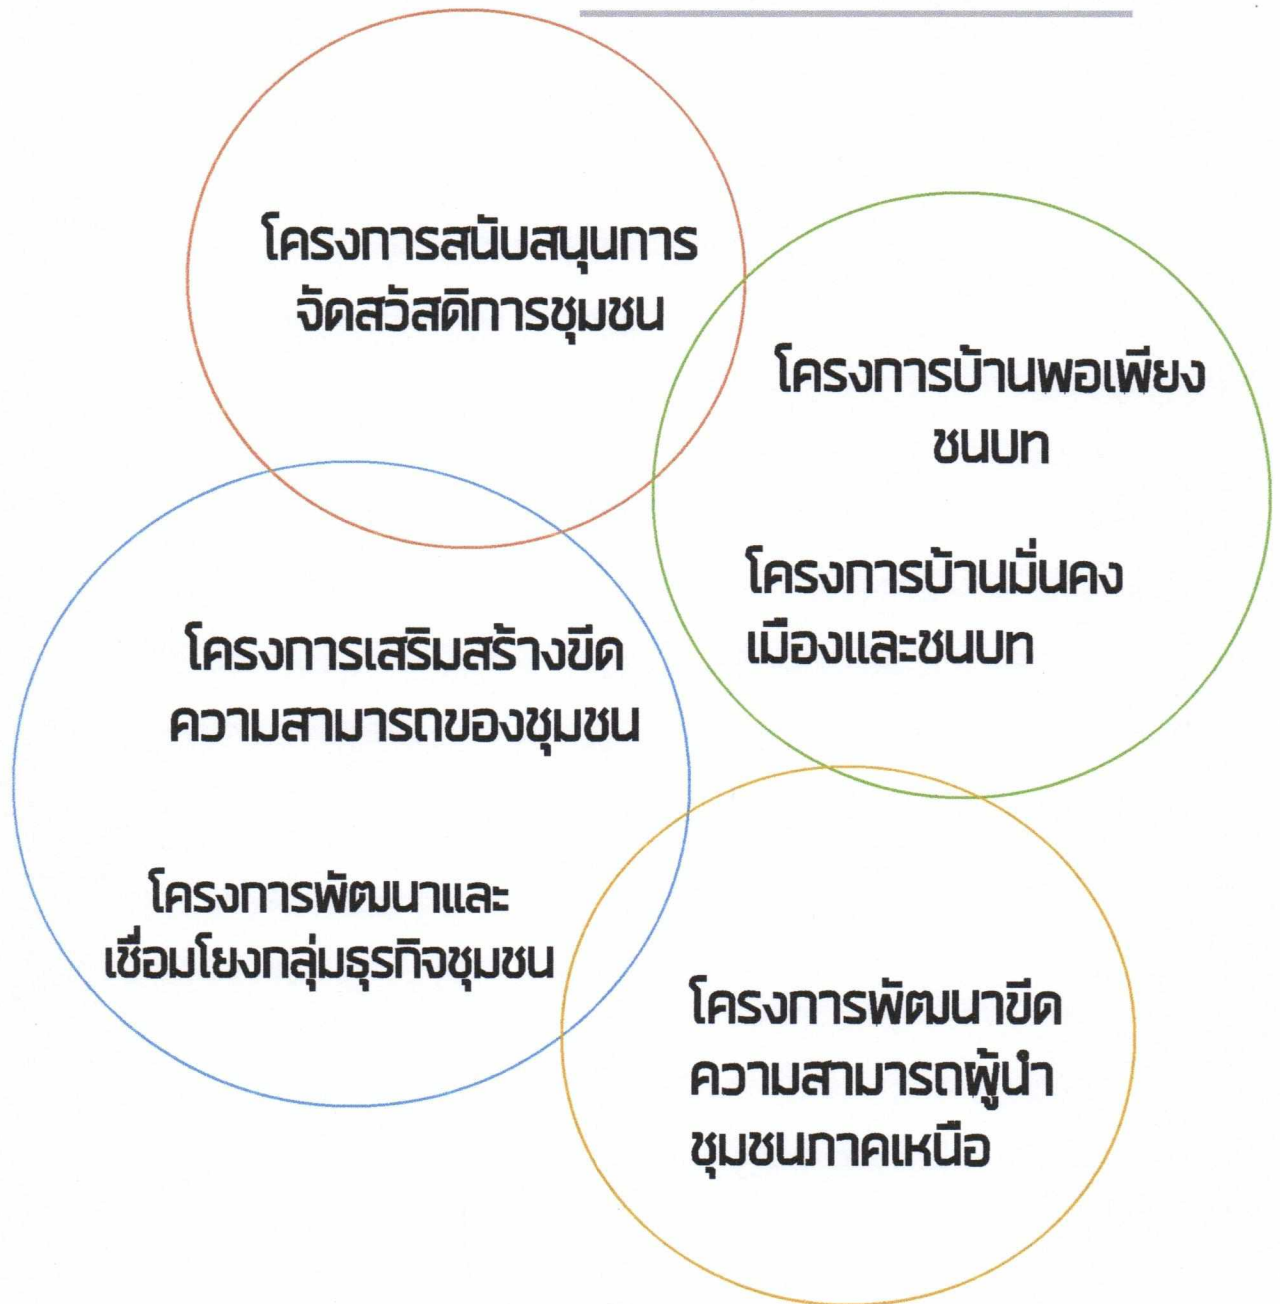 โครงการสนับสนุนการ
จัดสวัสดิการชุมชน
โครงการบ้านพอเพียง
ชนบท
โครงการบ้านมั่นคง
เมืองและชนบท
โครงการเสริมสร้างขีด
ความสามารถของชุมชน
โครงการพัฒนาและ
เชื่อมโยงกลุ่มธุรกิจชุมชน
โครงการพัฒนาขีด
ความสามารถผู้นำ
ชุมชนภาคเหนือ